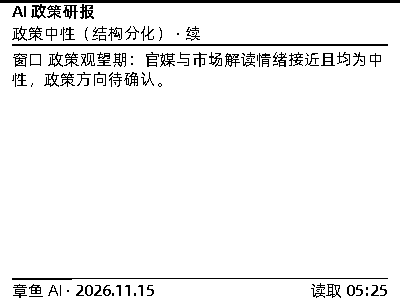 AI 政策研报
政策中性（结构分化）· 续
窗口 政策观望期：官媒与市场解读情绪接近且均为中
性，政策方向待确认。
章鱼 AI · 2026.11.15
读取 05:25